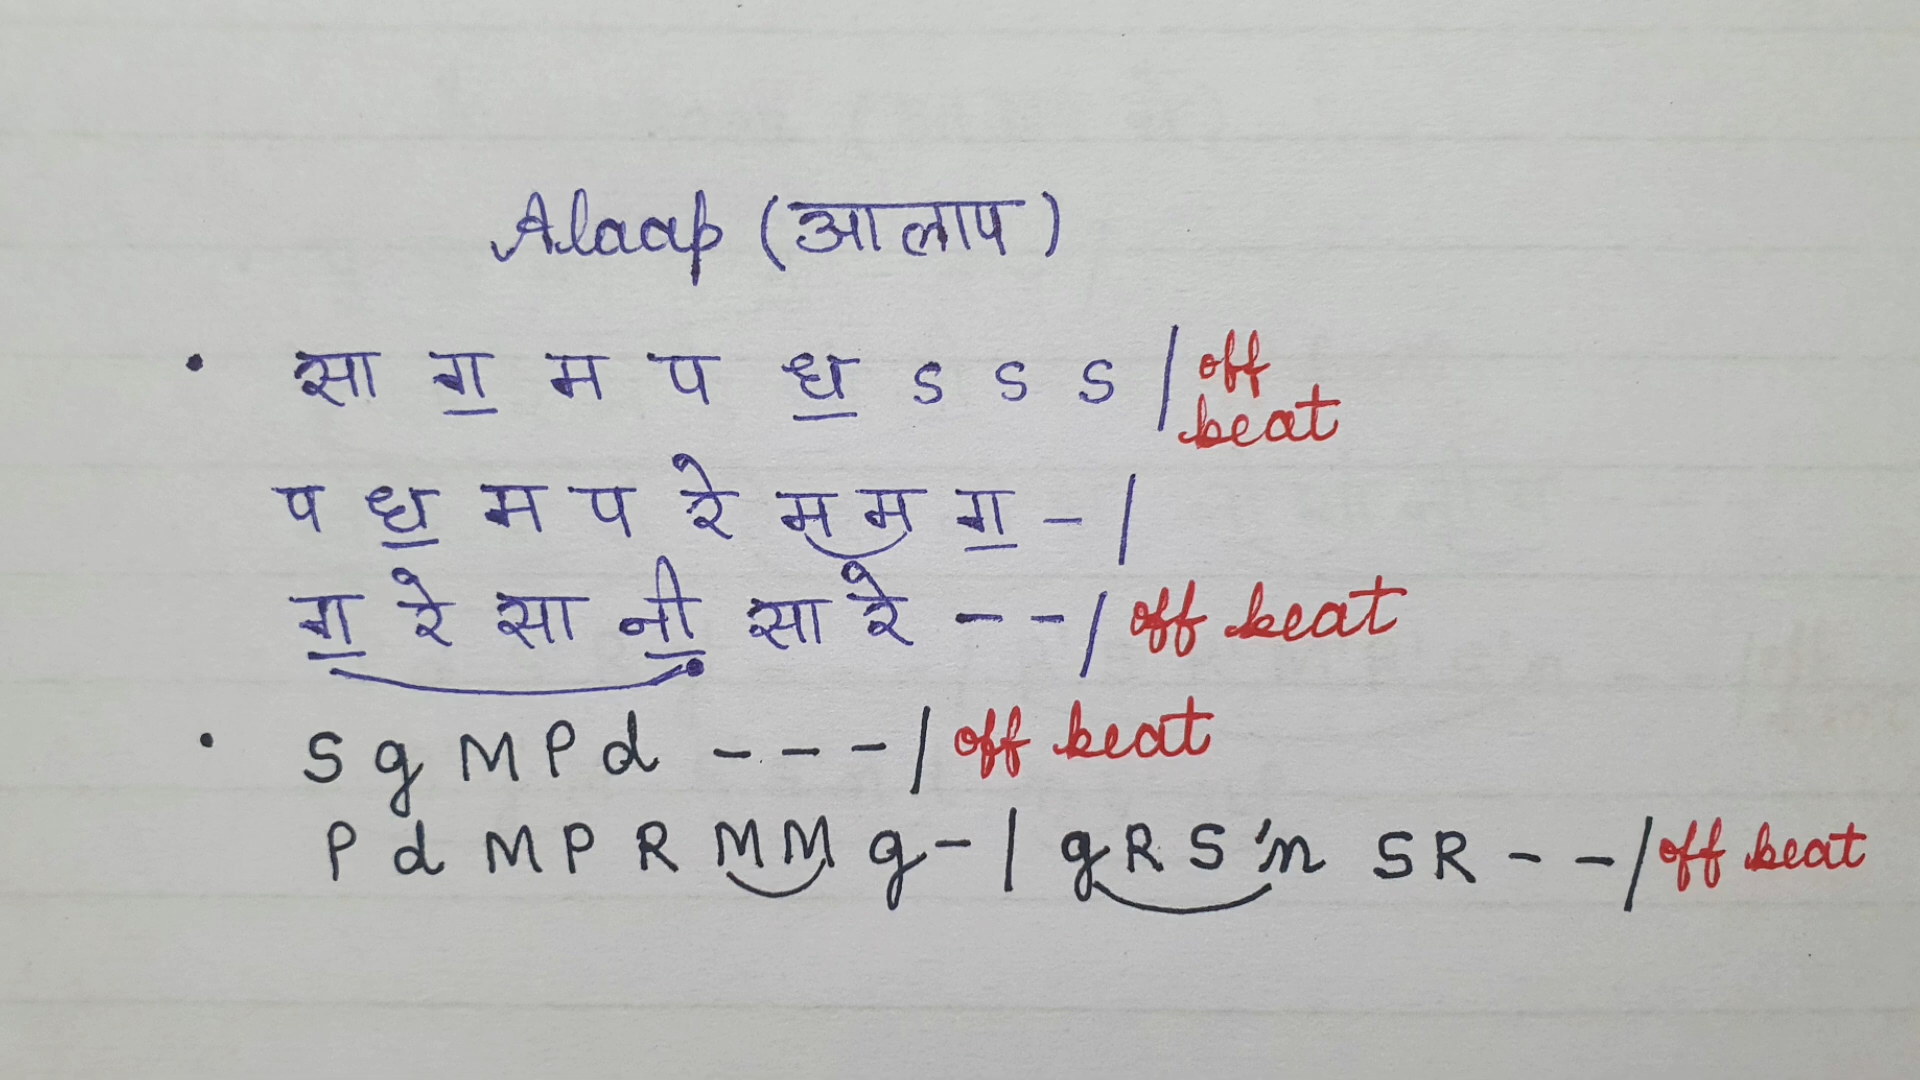 Alaap (आलाप)
• सा ग॒ म प ध॒ S S S / off beat
प ध॒ म प रे म म ग॒ - /
ग॒ रे सा नी॒ सा रे - - / off beat
• S g M P d - - - / off beat
P d M P R M M g - / g R S 'n S R - - / off beat